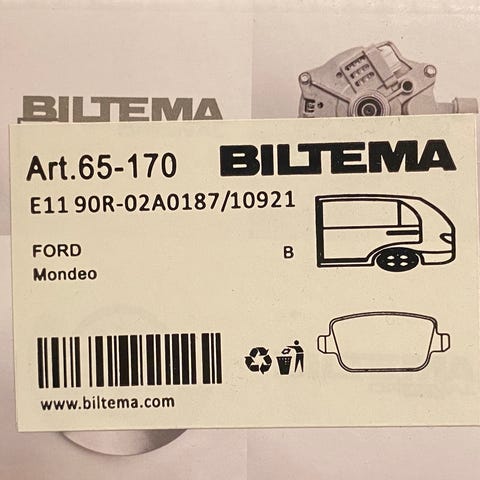 BILTEMA
Art.65-170 BILTEMA
E11 90R-02A0187/10921
FORD
Mondeo
B
www.biltema.com